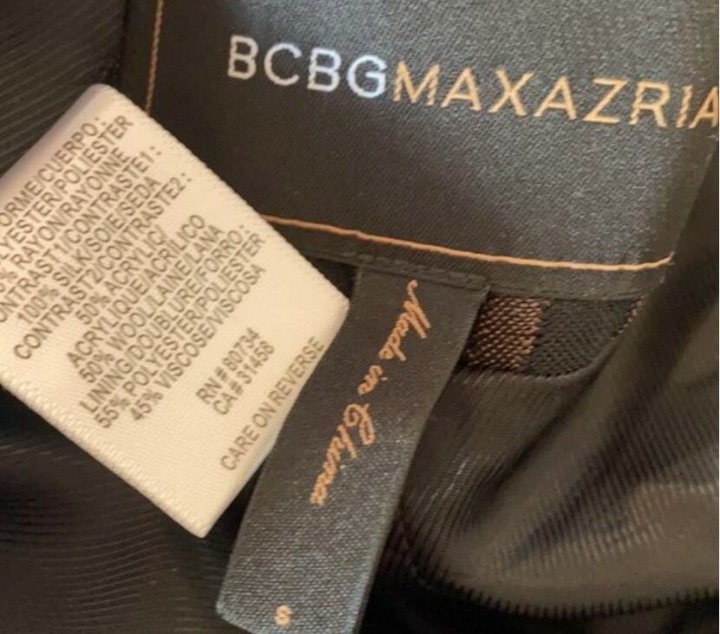 BCBGMAXAZRIA
ORME/CUERPO:
YESTER/POLIESTER
% RAYON/RAYONNE
NTRAST1/CONTRASTE1:
100% SILK/SOIE/SEDA
CONTRAST2/CONTRASTE2:
50% ACRYLIC/
ACRYLIQUE/ACRILICO
50% WOOL/LAINE/LANA
LINING/DOUBLURE/FORRO:
55% POLYESTER/POLIESTER
45% VISCOSE/VISCOSA
RN # 80734
CA # 31458
CARE ON REVERSE
Made in China
S